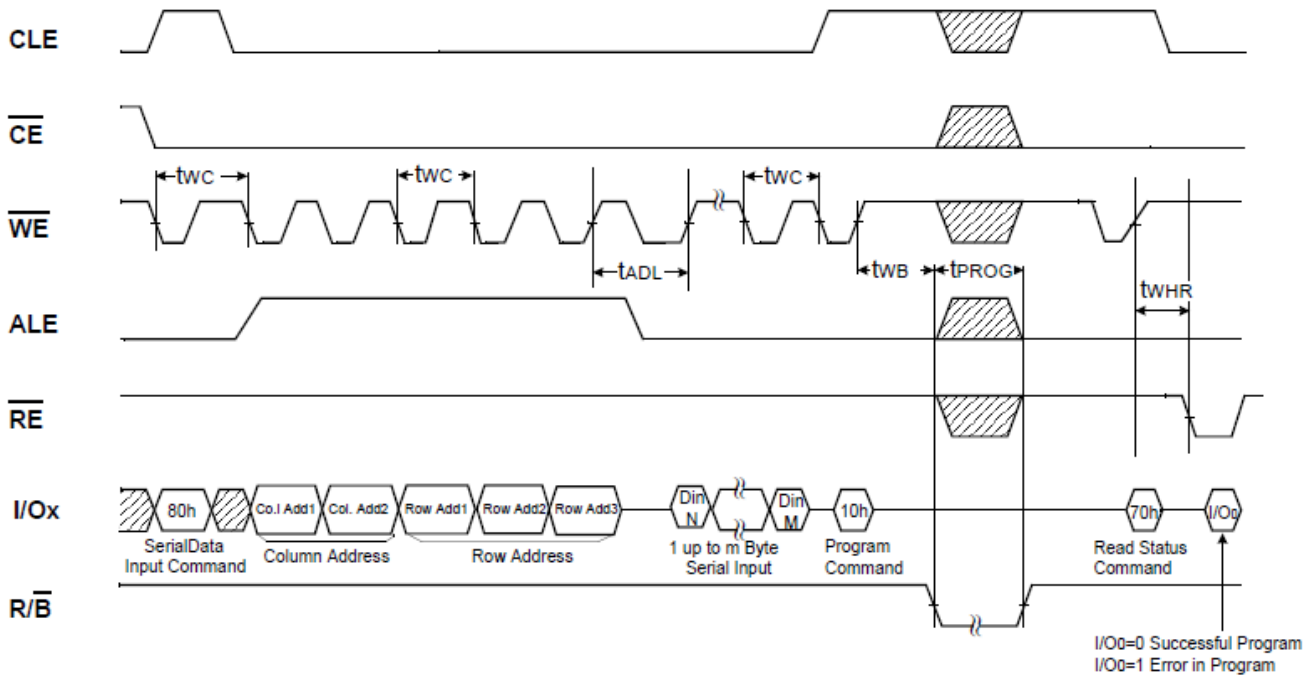 CLE
CE
tWC
tWC
tWC
WE
tADL
tWB
tPROG
tWHR
ALE
RE
I/Ox
80h
Co.l Add1
Col. Add2
Row Add1
Row Add2
Row Add3
Din
N
Din
M
10h
70h
I/O0
SerialData
Input Command
Column Address
Row Address
1 up to m Byte
Serial Input
Program
Command
Read Status
Command
R/B
I/O0=0 Successful Program
I/O0=1 Error in Program